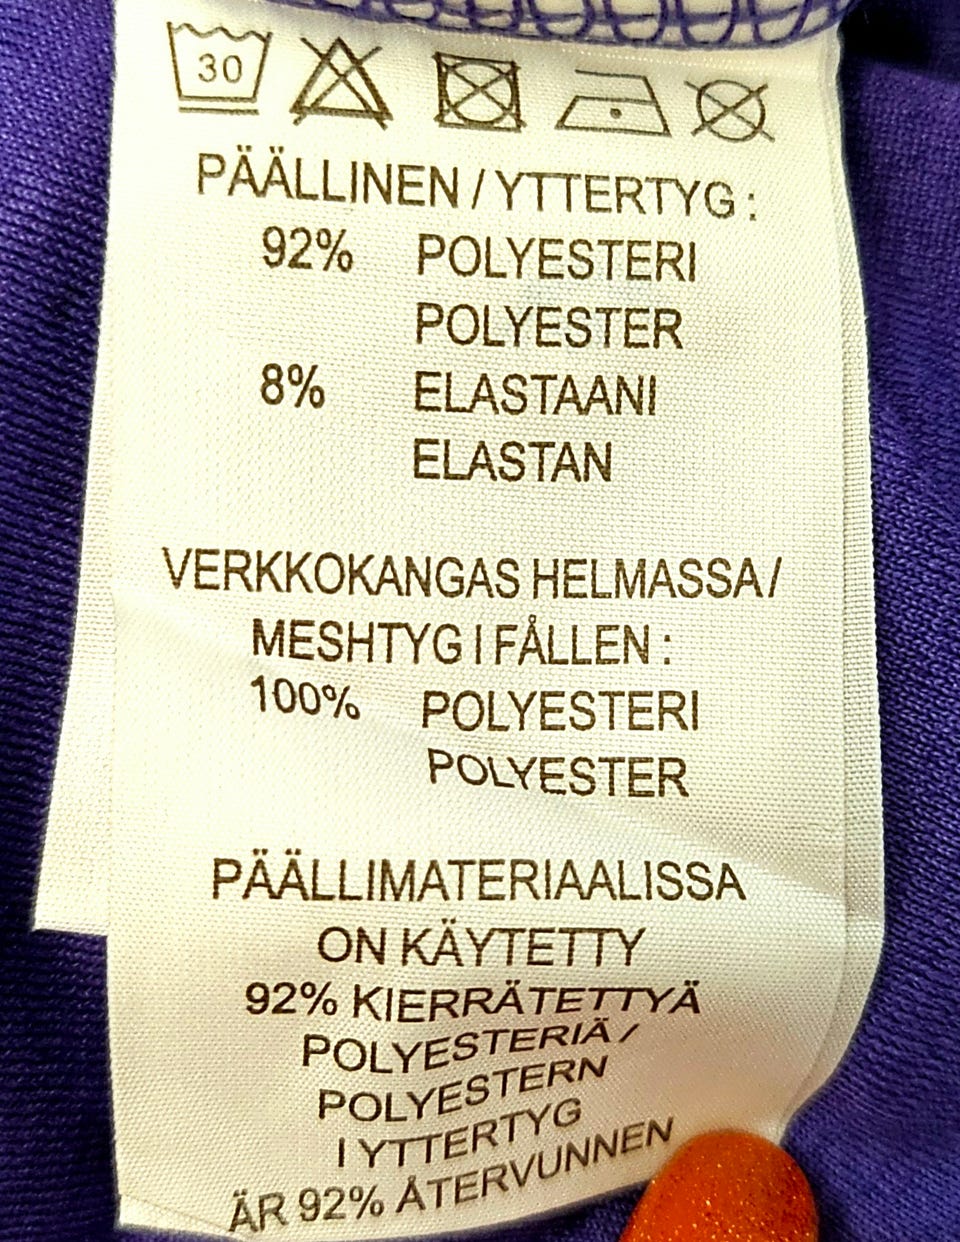 30
PÄÄLLINEN / YTTERTYG :
92% POLYESTERI
POLYESTER
8% ELASTAANI
ELASTAN
VERKKOKANGAS HELMASSA /
MESHTYG I FÅLLEN :
100% POLYESTERI
POLYESTER
PÄÄLLIMATERIAALISSA
ON KÄYTETTY
92% KIERRÄTETTYÄ
POLYESTERIÄ /
POLYESTERN
I YTTERTYG
ÄR 92% ÅTERVUNNEN